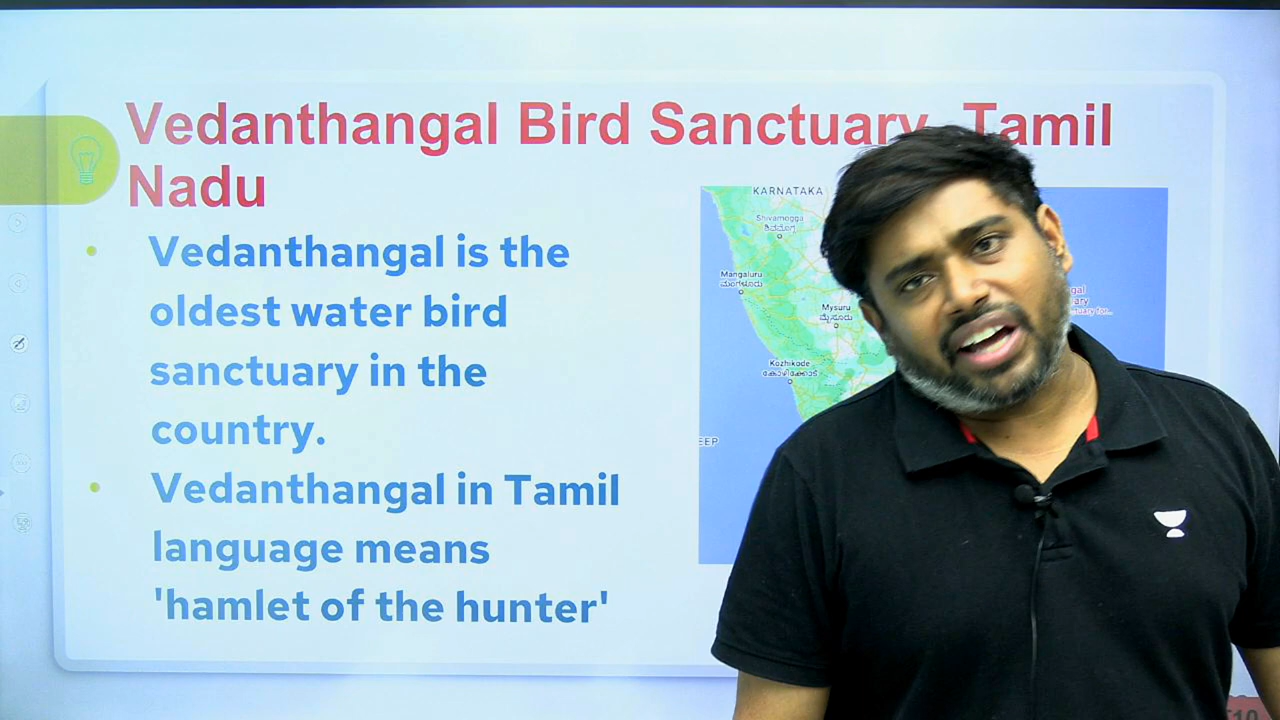 Vedanthangal Bird Sanctuary, Tamil
Nadu
Vedanthangal is the
oldest water bird
sanctuary in the
country.
Vedanthangal in Tamil
language means
'hamlet of the hunter'
KARNATAKA
Shivamogga
ಶಿವಮೊಗ್ಗ
Mangaluru
ಮಂಗಳೂರು
Mysuru
ಮೈಸೂರು
Kozhikode
കോഴിക്കോട്